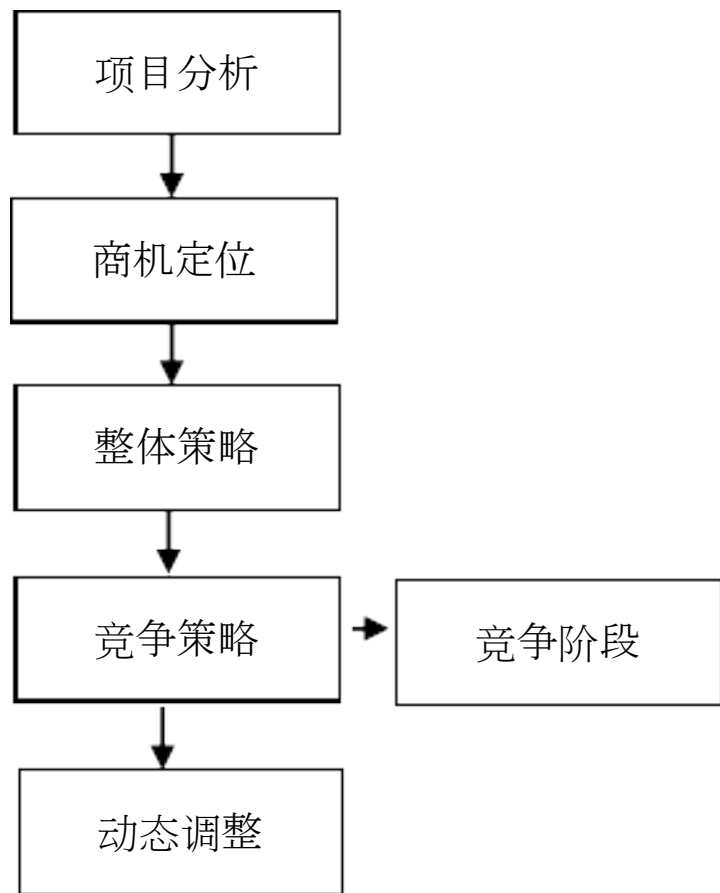 项目分析
商机定位
整体策略
竞争策略
竞争阶段
动态调整